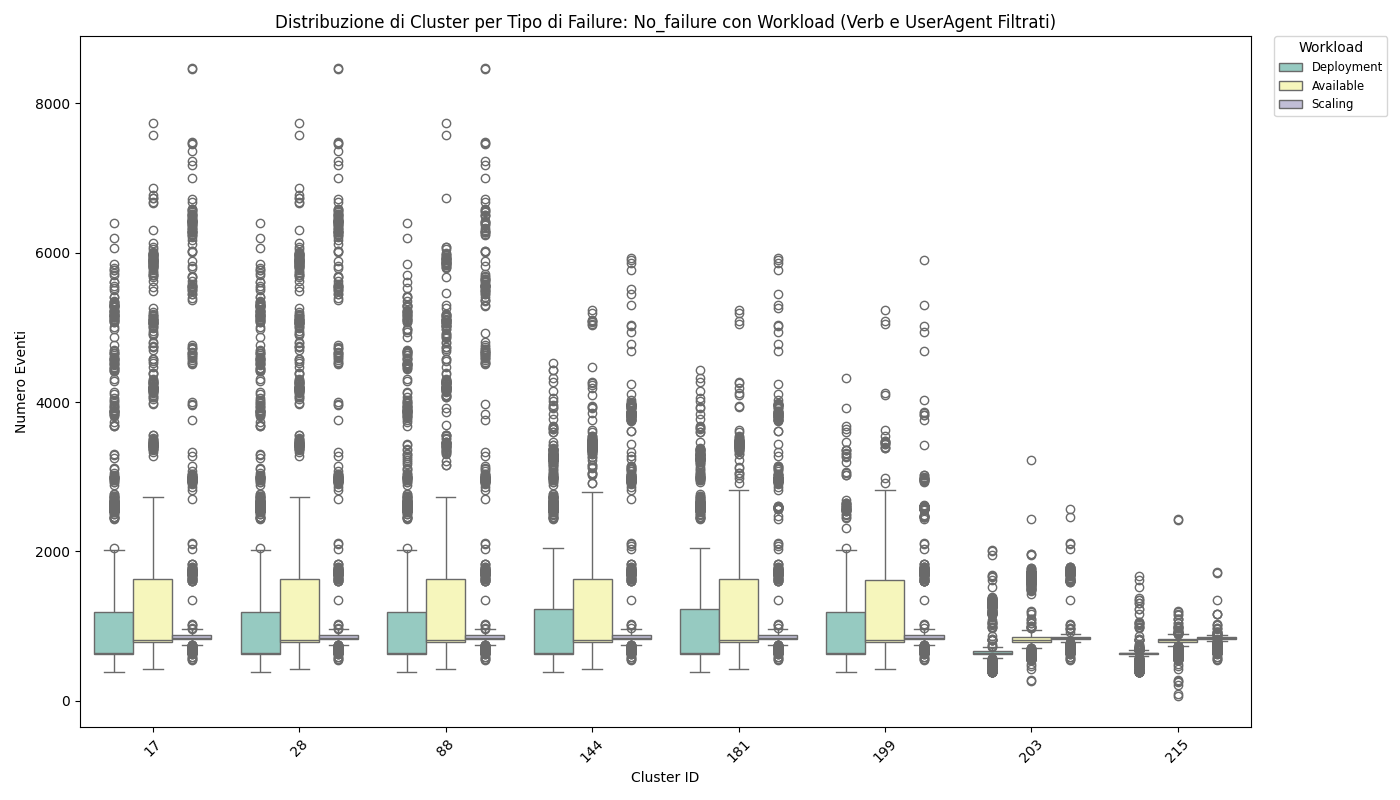 Distribuzione di Cluster per Tipo di Failure: No_failure con Workload (Verb e UserAgent Filtrati)
Workload
Deployment
Available
Scaling
Numero Eventi
8000
6000
4000
2000
0
17
28
88
144
181
199
203
215
Cluster ID